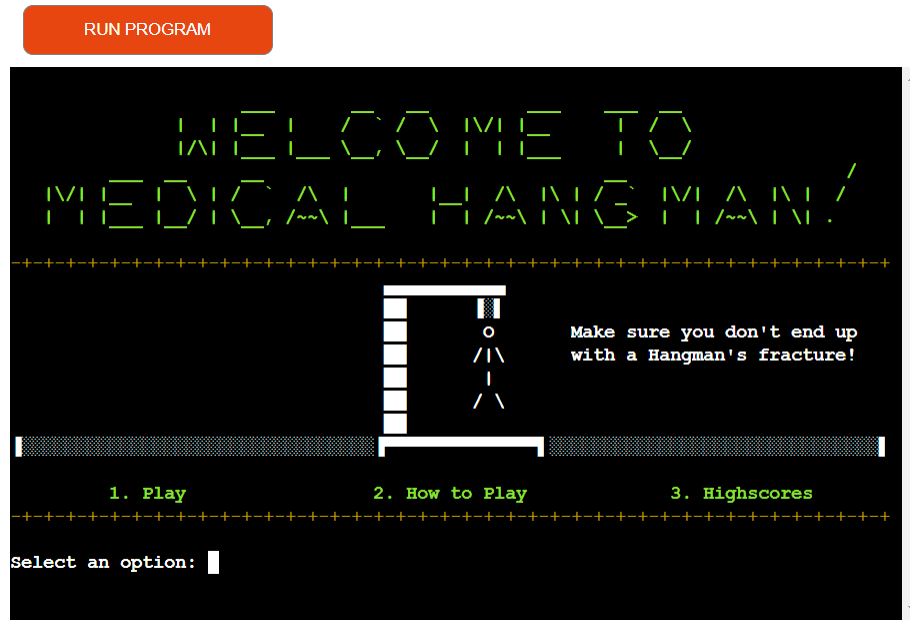 RUN PROGRAM
WELCOME TO
MEDICAL HANGMAN!
Make sure you don't end up
with a Hangman's fracture!
1. Play
2. How to Play
3. Highscores
Select an option: